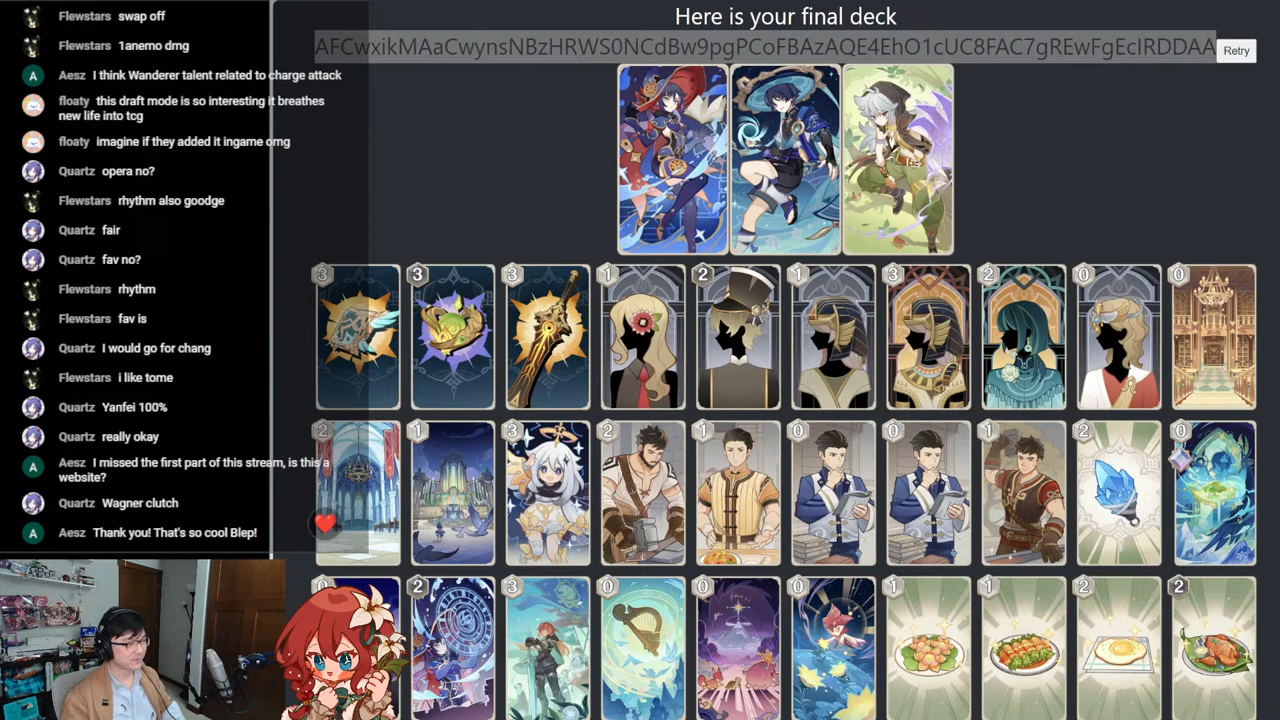 Flewstars swap off
Flewstars 1anemo dmg
A Aesz I think Wanderer talent related to charge attack
floaty this draft mode is so interesting it breathes
new life into tcg
floaty imagine if they added it ingame omg
Quartz opera no?
Flewstars rhythm also goodge
Quartz fair
Quartz fav no?
Flewstars rhythm
Flewstars fav is
Quartz I would go for chang
Flewstars i like tome
Quartz Yanfei 100%
Quartz really okay
A Aesz I missed the first part of this stream, is this a
website?
Quartz Wagner clutch
A Aesz Thank you! That's so cool Blep!
Here is your final deck
AFCwxikMAaCwynsNBzHRWS0NCdBw9pgPCoFBAzAQE4EhO1cUC8FAC7gREwFgEcIRDDAA
Retry
3 3 3 1 2 1 3 2 0 0
2 1 3 2 1 0 0 1 2 0
2 3 0 0 0 1 1 2 2